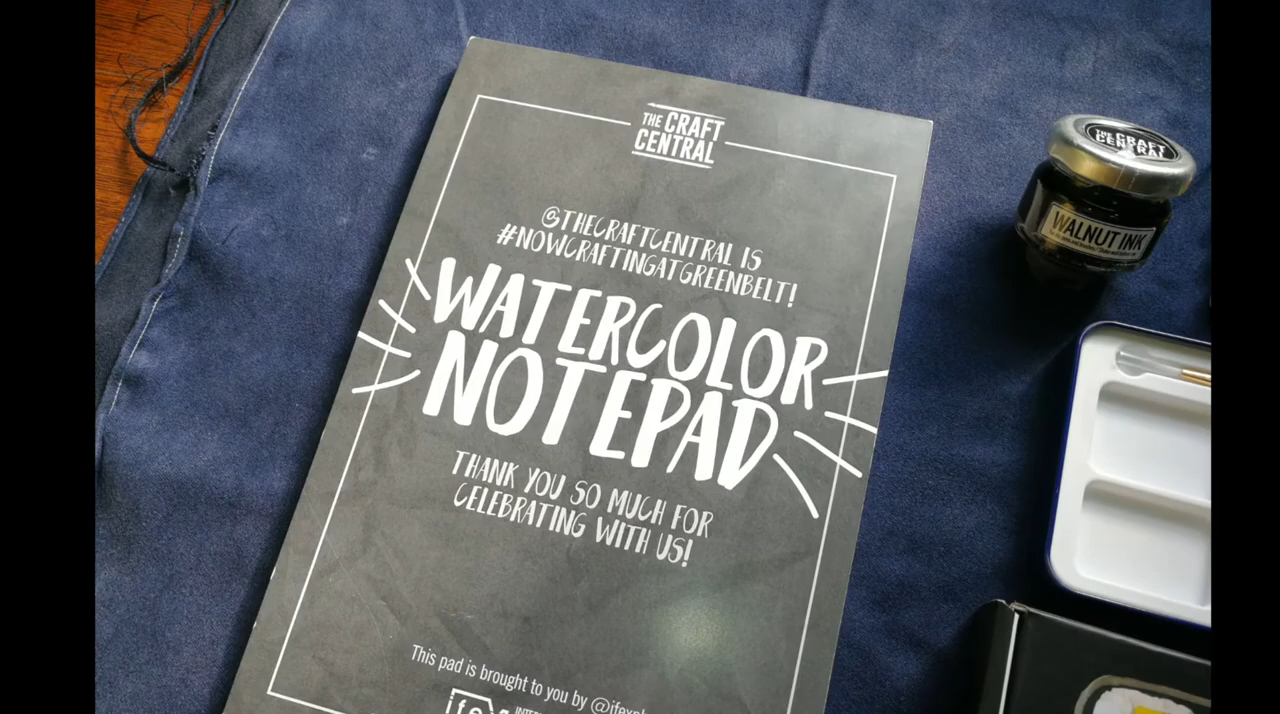 THE CRAFT
CENTRAL
@THECRAFTCENTRAL IS
#NOWCRAFTINGATGREENBELT!
WATERCOLOR
NOTEPAD
THANK YOU SO MUCH FOR
CELEBRATING WITH US!
This pad is brought to you by
THE CRAFT
CENTRAL
WALNUT INK